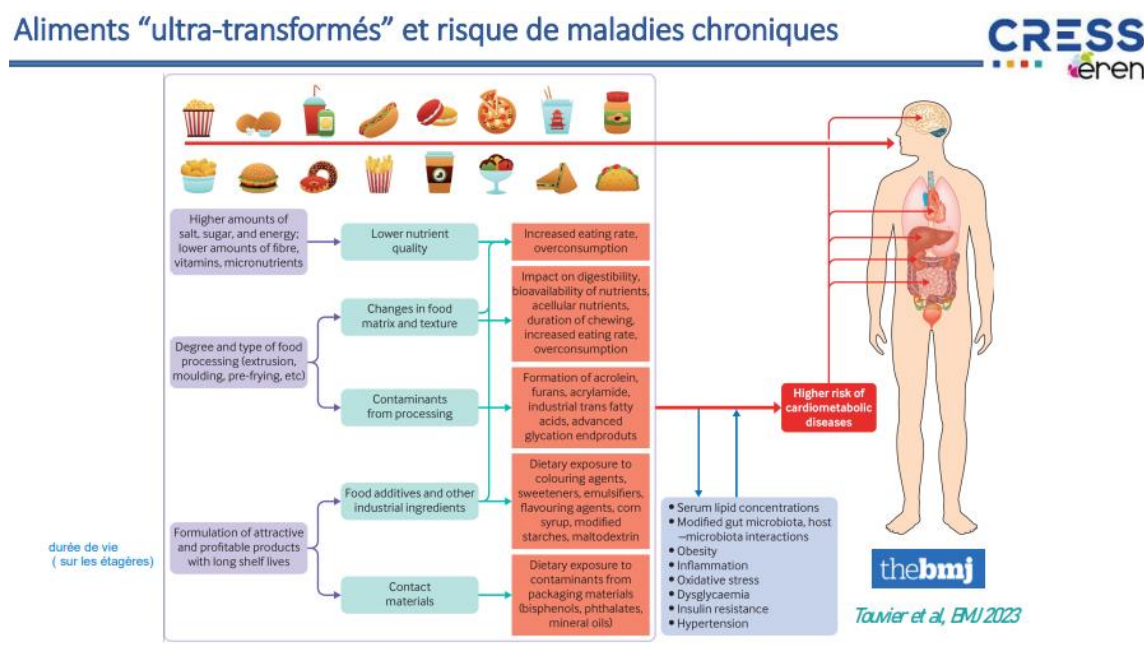 Aliments “ultra-transformés” et risque de maladies chroniques
CRESS
eren
Higher amounts of
salt, sugar, and energy;
lower amounts of fibre,
vitamins, micronutrients
Lower nutrient
quality
Increased eating rate,
overconsumption
Degree and type of food
processing (extrusion,
moulding, pre-frying, etc)
Changes in food
matrix and texture
Impact on digestibility,
bioavailability of nutrients,
acellular nutrients,
duration of chewing,
increased eating rate,
overconsumption
Contaminants
from processing
Formation of acrolein,
furans, acrylamide,
industrial trans fatty
acids, advanced
glycation endproduts
Higher risk of
cardiometabolic
diseases
durée de vie
( sur les étagères)
Formulation of attractive
and profitable products
with long shelf lives
Food additives and other
industrial ingredients
Dietary exposure to
colouring agents,
sweeteners, emulsifiers,
flavouring agents, corn
syrup, modified
starches, maltodextrin
Contact
materials
Dietary exposure to
contaminants from
packaging materials
(bisphenols, phthalates,
mineral oils)
• Serum lipid concentrations
• Modified gut microbiota, host
–microbiota interactions
• Obesity
• Inflammation
• Oxidative stress
• Dysglycaemia
• Insulin resistance
• Hypertension
thebmj
Touvier et al, BMJ 2023